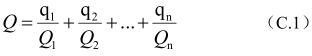 Q = q₁/Q₁ + q₂/Q₂ + ... + qₙ/Qₙ (C.1)